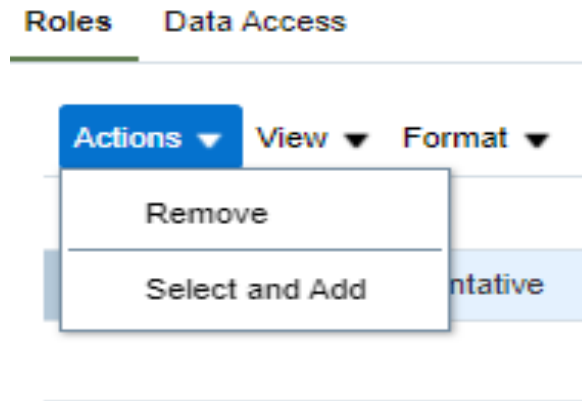 Roles Data Access
Actions View Format
Remove
Select and Add
ntative